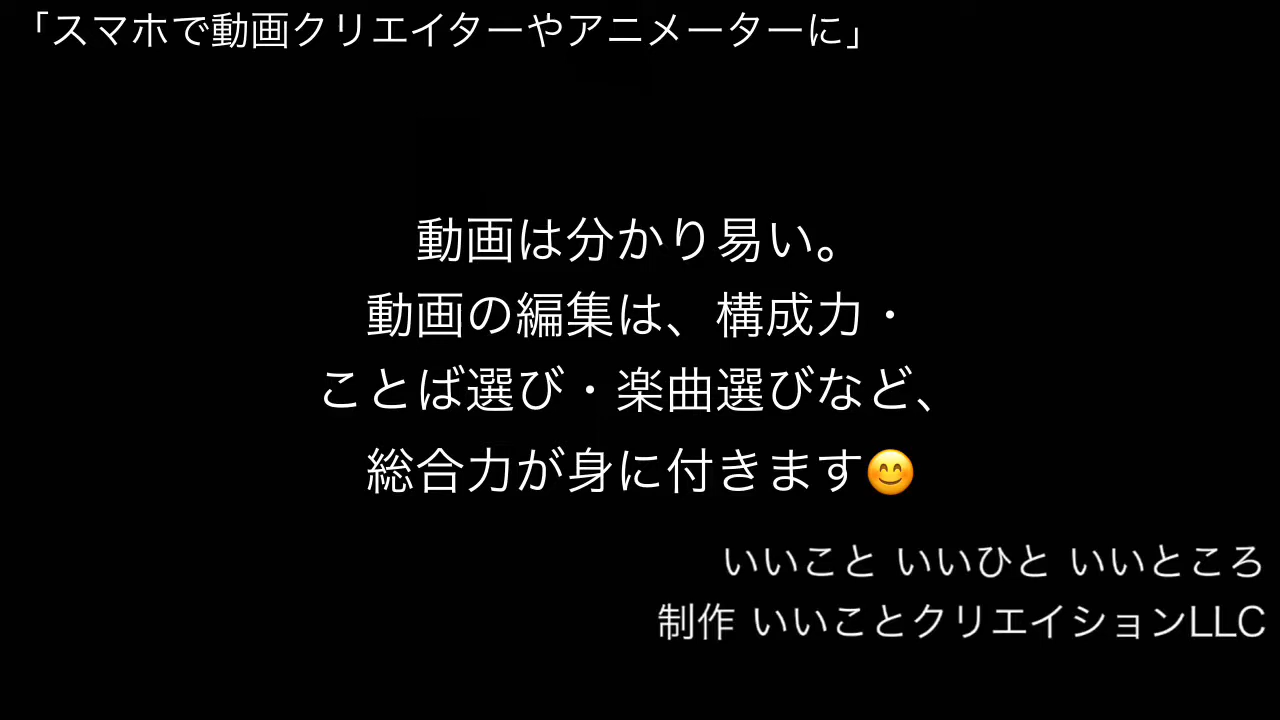 「スマホで動画クリエイターやアニメーターに」
動画は分かり易い。
動画の編集は、構成力・
ことば選び・楽曲選びなど、
総合力が身に付きます😊
いいこと いいひと いいところ
制作 いいことクリエイションLLC